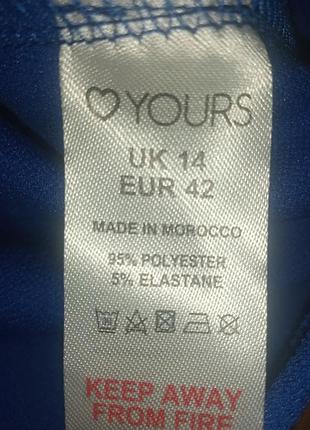 ♡ YOURS
UK 14
EUR 42
MADE IN MOROCCO
95% POLYESTER
5% ELASTANE
KEEP AWAY
FROM FIRE